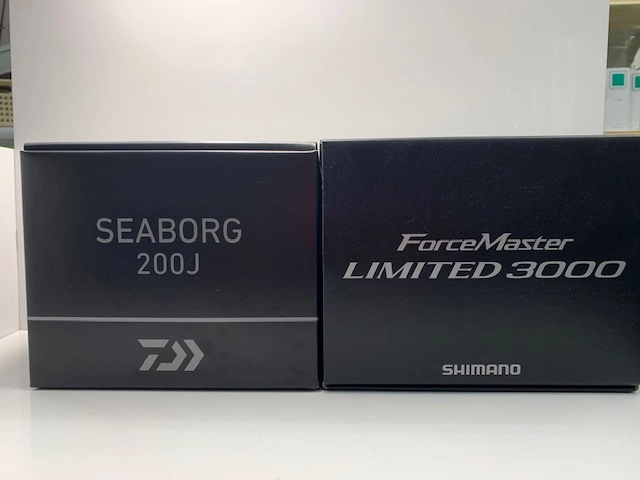 SEABORG
200J
ForceMaster
LIMITED 3000
SHIMANO